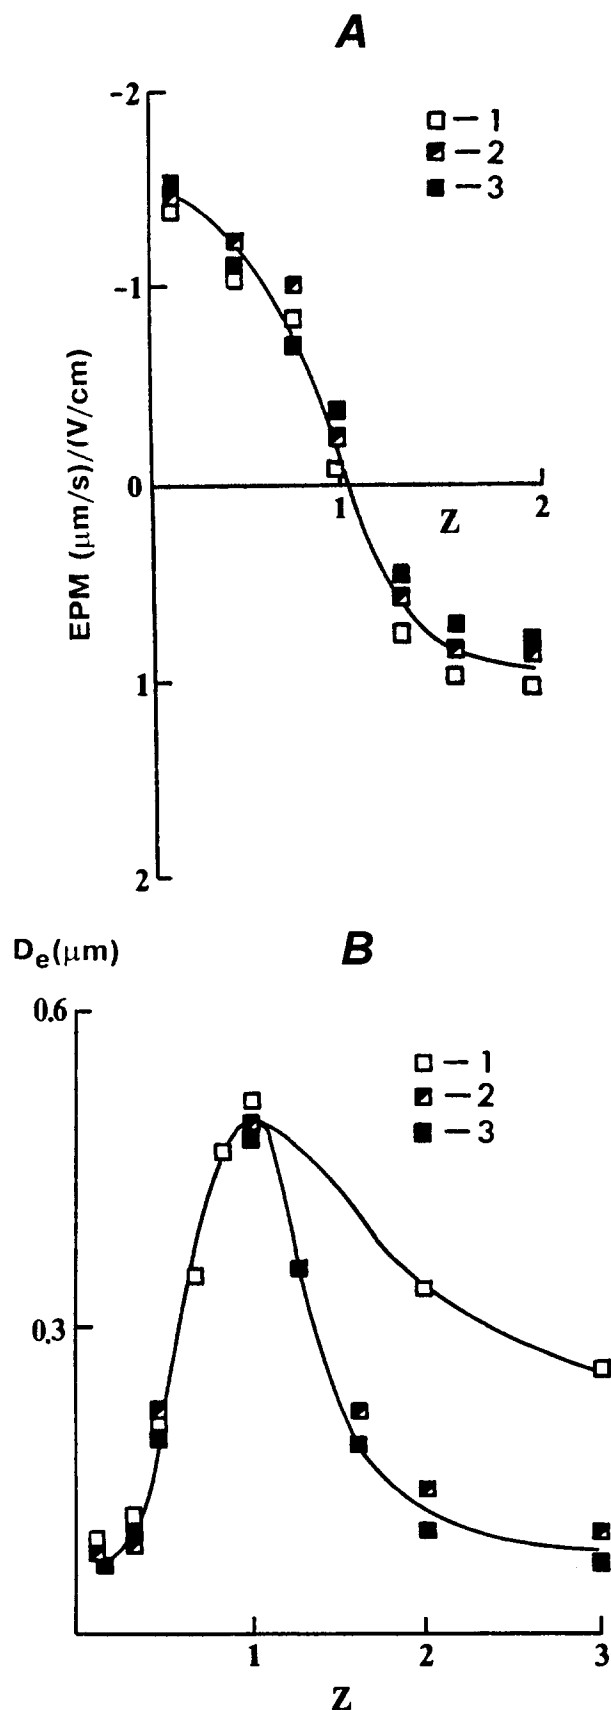 A
-2
□ – 1
◪ – 2
■ – 3
-1
EPM (μm/s)/(V/cm)
0
1
Z
2
1
2
De(μm)
B
0.6
□ – 1
◪ – 2
■ – 3
0.3
1
2
3
Z